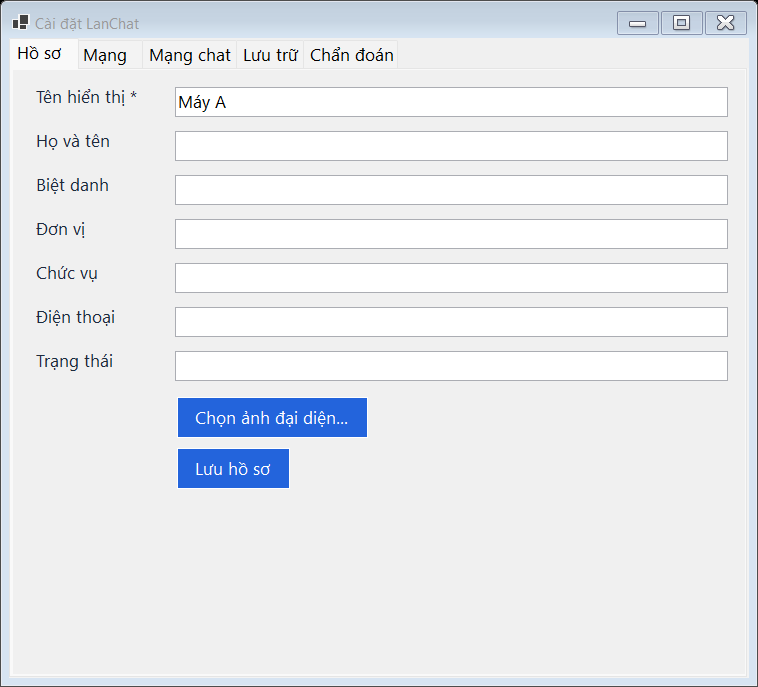 Cài đặt LanChat
Hồ sơ Mạng Mạng chat Lưu trữ Chẩn đoán
Tên hiển thị * Máy A
Họ và tên
Biệt danh
Đơn vị
Chức vụ
Điện thoại
Trạng thái
Chọn ảnh đại diện...
Lưu hồ sơ